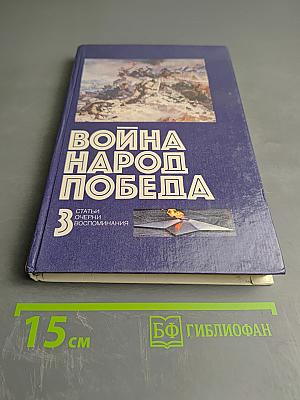 ВОЙНА
НАРОД
ПОБЕДА
3
СТАТЬИ
ОЧЕРКИ
ВОСПОМИНАНИЯ
15 см
БФ ГИБЛИОФАН